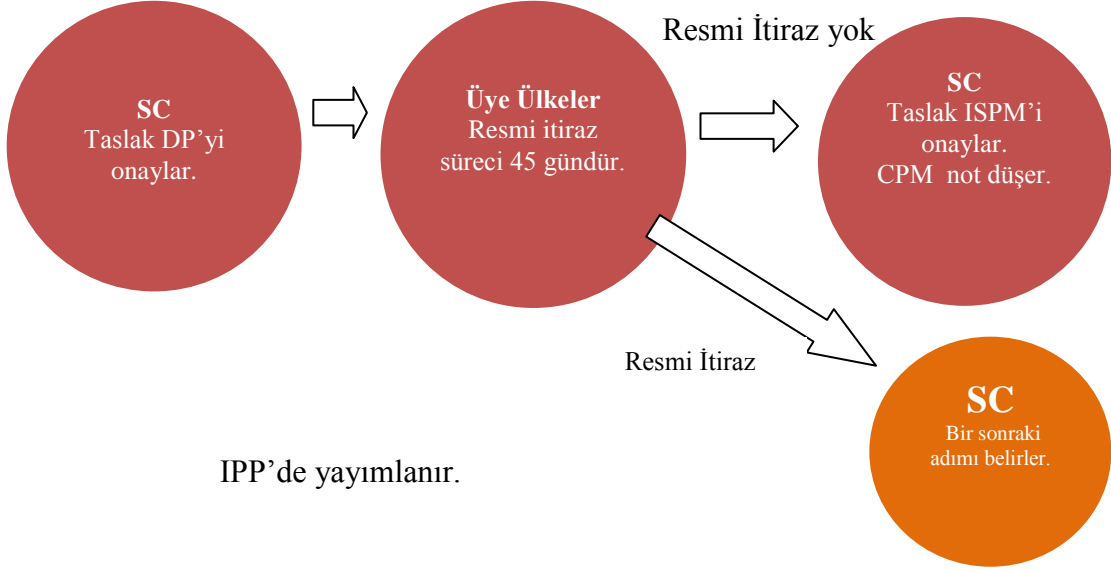 SC
Taslak DP’yi
onaylar.
Üye Ülkeler
Resmi itiraz
süreci 45 gündür.
Resmi İtiraz yok
SC
Taslak ISPM’i
onaylar.
CPM not düşer.
Resmi İtiraz
SC
Bir sonraki
adımı belirler.
IPP’de yayımlanır.